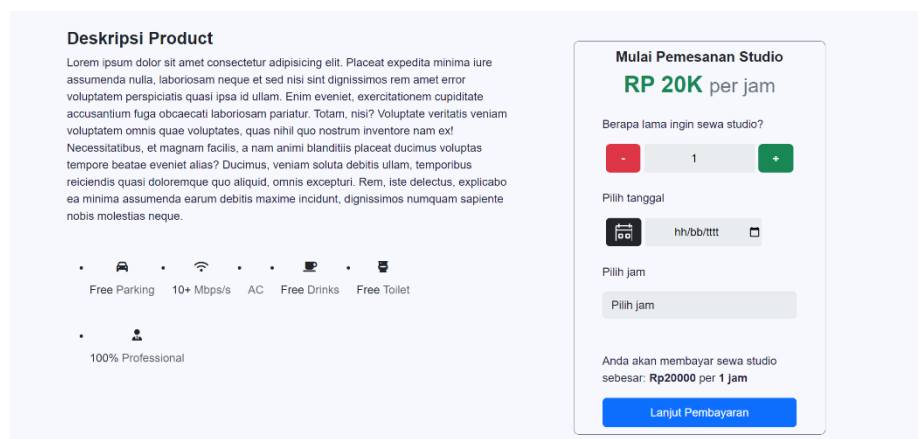 Deskripsi Product
Lorem ipsum dolor sit amet consectetur adipisicing elit. Placeat expedita minima iure
assumenda nulla, laboriosam neque et sed nisi sint dignissimos rem amet error
voluptatem perspiciatis quasi ipsa id ullam. Enim eveniet, exercitationem cupiditate
accusantium fuga obcaecati laboriosam pariatur. Totam, nisi? Voluptate veritatis veniam
voluptatem omnis quae voluptates, quas nihil quo nostrum inventore nam ex!
Necessitatibus, et magnam facilis, a nam animi blanditiis placeat ducimus voluptas
tempore beatae eveniet alias? Ducimus, veniam soluta debitis ullam, temporibus
reiciendis quasi doloremque quo aliquid, omnis excepturi. Rem, iste delectus, explicabo
ea minima assumenda earum debitis maxime incidunt, dignissimos numquam sapiente
nobis molestias neque.
Free Parking 10+ Mbps/s AC Free Drinks Free Toilet
100% Professional
Mulai Pemesanan Studio
RP 20K per jam
Berapa lama ingin sewa studio?
- 1 +
Pilih tanggal
hh/bb/tttt
Pilih jam
Pilih jam
Anda akan membayar sewa studio
sebesar: Rp20000 per 1 jam
Lanjut Pembayaran